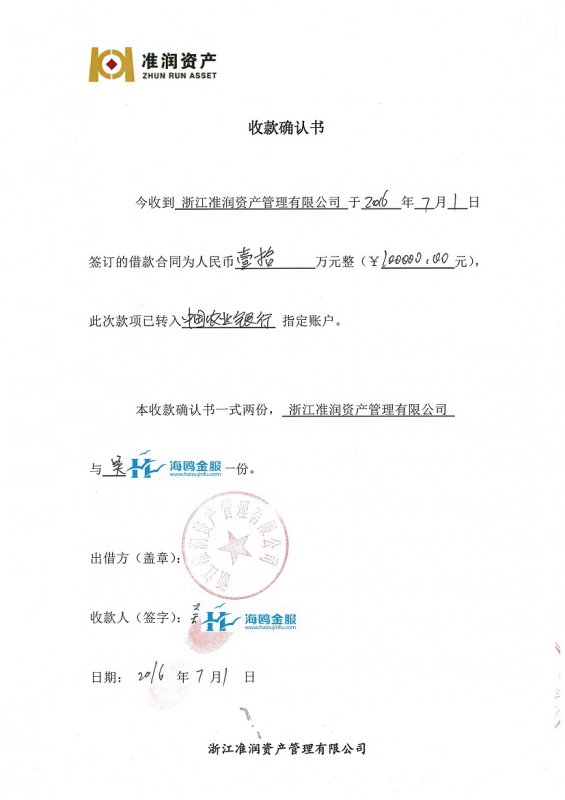 准润资产
ZHUN RUN ASSET
收款确认书
今收到 浙江准润资产管理有限公司 于 2016 年 7 月 1 日
签订的借款合同为人民币 壹拾 万元整（¥100000.00 元），
此次款项已转入 中国农业银行 指定账户。
本收款确认书一式两份， 浙江准润资产管理有限公司
与 吴 海鸥金服 一份。
www.haioujinfu.com
浙江准润资产管理有限公司
出借方（盖章）：
收款人（签字）：吴 海鸥金服
www.haioujinfu.com
日期： 2016 年 7 月 1 日
浙江准润资产管理有限公司